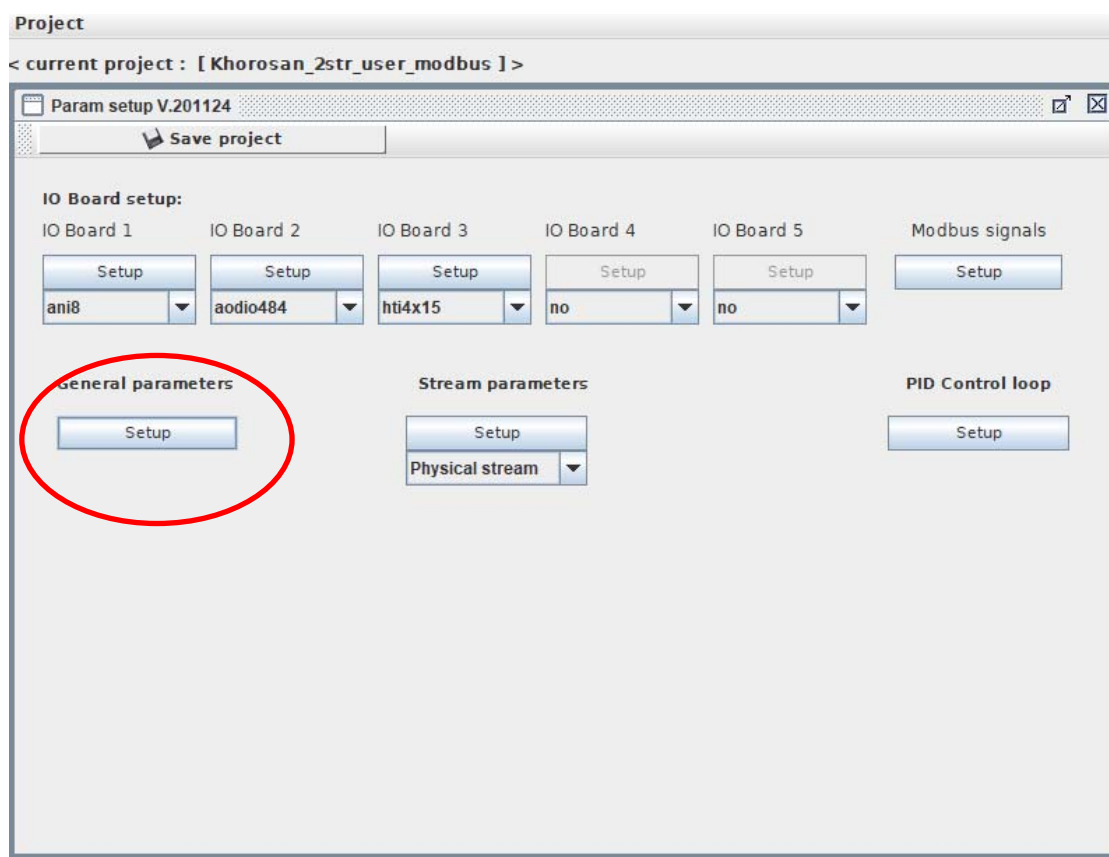 Project
< current project : [ Khorosan_2str_user_modbus ] >
Param setup V.201124
Save project
IO Board setup:
IO Board 1 IO Board 2 IO Board 3 IO Board 4 IO Board 5 Modbus signals
Setup Setup Setup Setup Setup Setup
ani8 aodio484 hti4x15 no no
General parameters Stream parameters PID Control loop
Setup Setup Setup
Physical stream